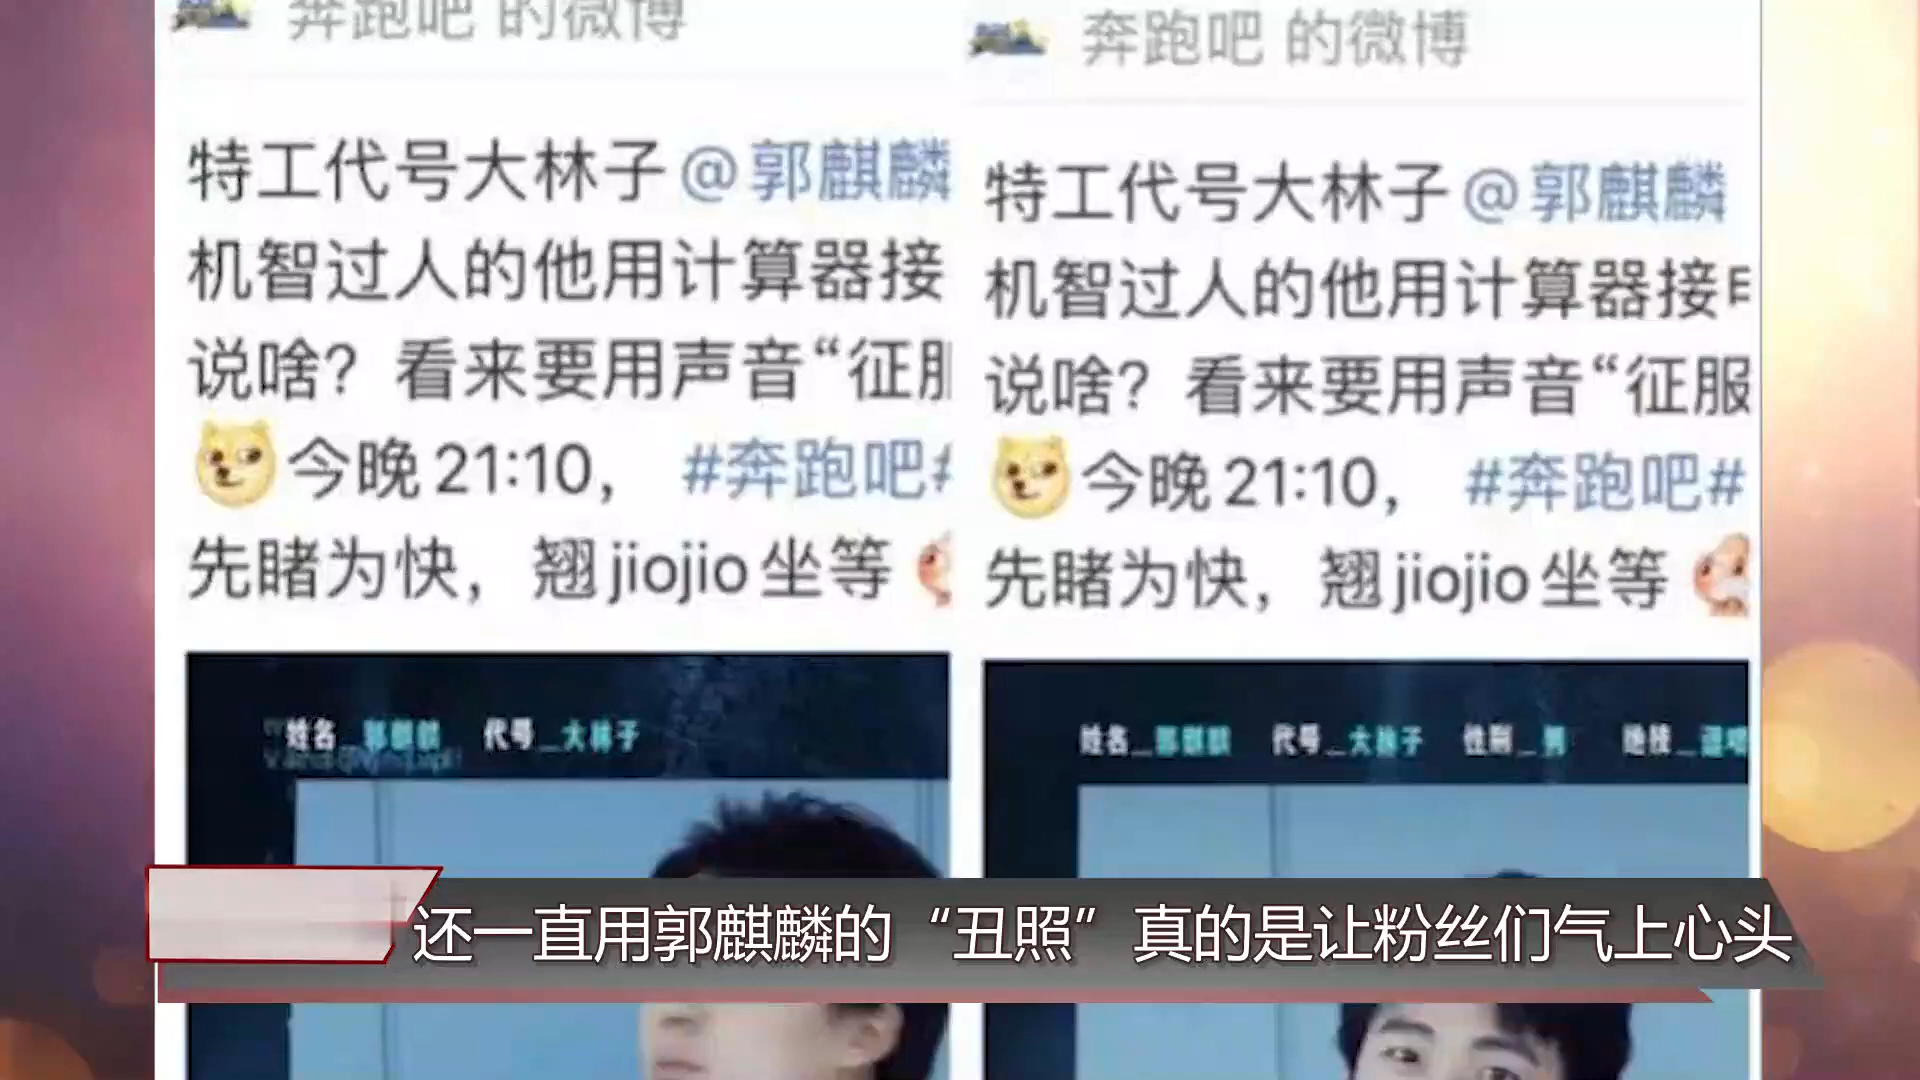 奔跑吧 的微博
特工代号大林子@郭麒麟
机智过人的他用计算器接
说啥？看来要用声音“征服
今晚21:10，#奔跑吧#
先睹为快，翘jiojio坐等
姓名_郭麒麟 代号_大林子
奔跑吧 的微博
特工代号大林子@郭麒麟
机智过人的他用计算器接
说啥？看来要用声音“征服
今晚21:10，#奔跑吧#
先睹为快，翘jiojio坐等
姓名_郭麒麟 代号_大林子 性别_男
还一直用郭麒麟的“丑照”真的是让粉丝们气上心头